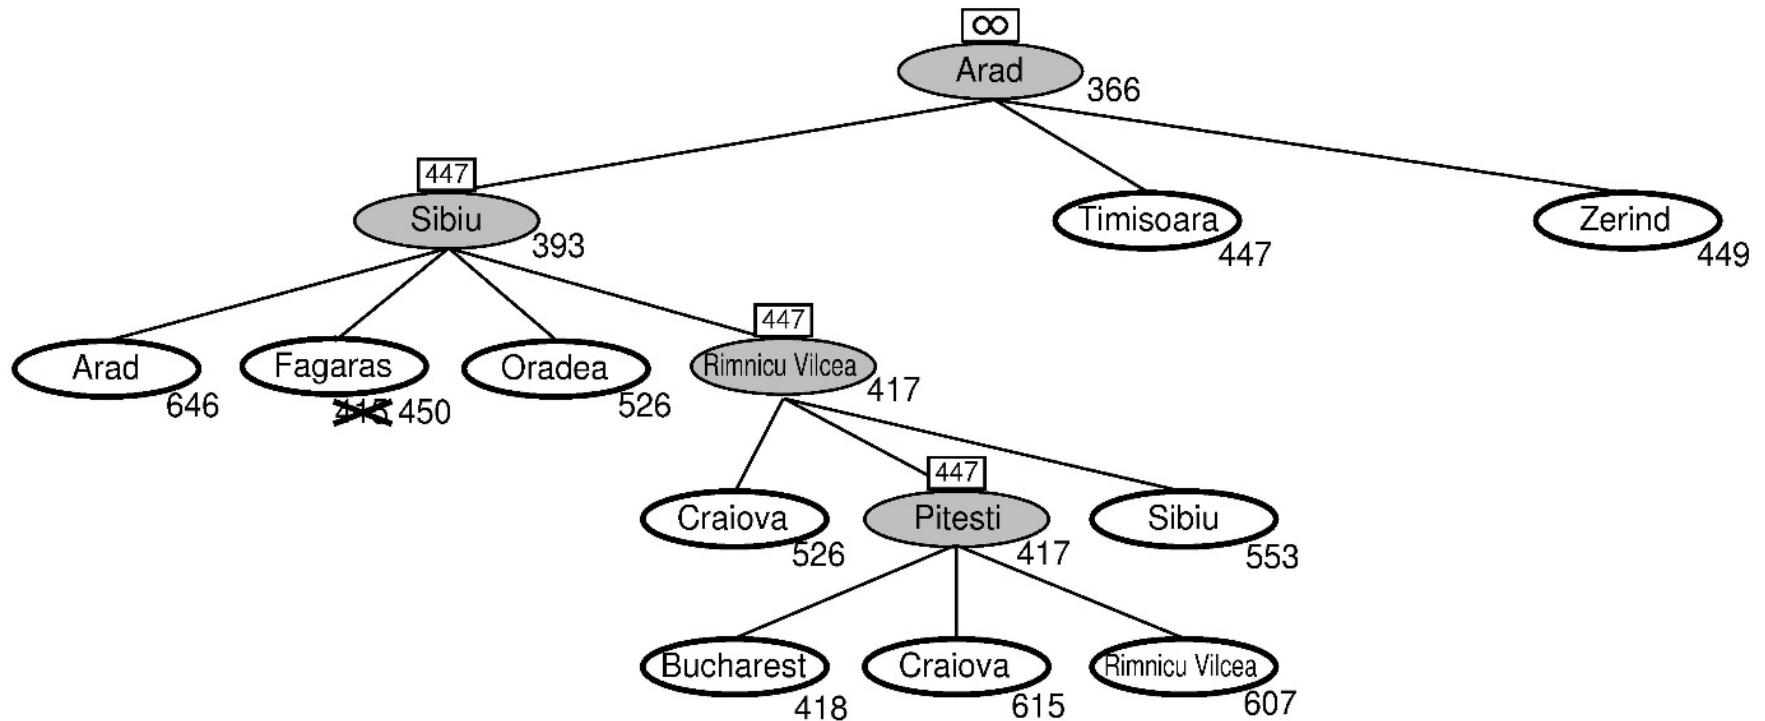 ∞
Arad
366
447
Sibiu
393
Timisoara
447
Zerind
449
Arad
646
Fagaras
415 450
Oradea
526
447
Rimnicu Vilcea
417
Craiova
526
447
Pitesti
417
Sibiu
553
Bucharest
418
Craiova
615
Rimnicu Vilcea
607